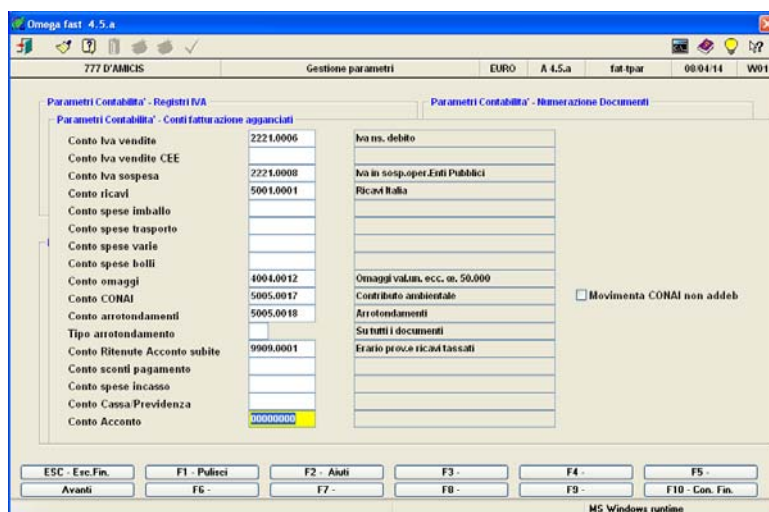 Omega fast 4.5.a
777 D'AMICIS Gestione parametri EURO A 4.5.a fat-tpar 08/04/14 W01
Parametri Contabilita' - Registri IVA Parametri Contabilita' - Numerazione Documenti
Parametri Contabilita' - Conti fatturazione agganciati
Conto Iva vendite 2221.0006 Iva ns. debito
Conto Iva vendite CEE
Conto Iva sospesa 2221.0008 Iva in sosp.oper.Enti Pubblici
Conto ricavi 5001.0001 Ricavi Italia
Conto spese imballo
Conto spese trasporto
Conto spese varie
Conto spese bolli
Conto omaggi 4004.0012 Omaggi val.un. ecc. œ. 50.000
Conto CONAI 5005.0017 Contributo ambientale Movimenta CONAI non addeb
Conto arrotondamenti 5005.0018 Arrotondamenti
Tipo arrotondamento Su tutti i documenti
Conto Ritenute Acconto subite 9909.0001 Erario prov.e ricavi tassati
Conto sconti pagamento
Conto spese incasso
Conto Cassa/Previdenza
Conto Acconto 00000000
ESC - Esc.Fin. F1 - Pulisci F2 - Aiuti F3 - F4 - F5 -
Avanti F6 - F7 - F8 - F9 - F10 - Con. Fin.
MS Windows runtime